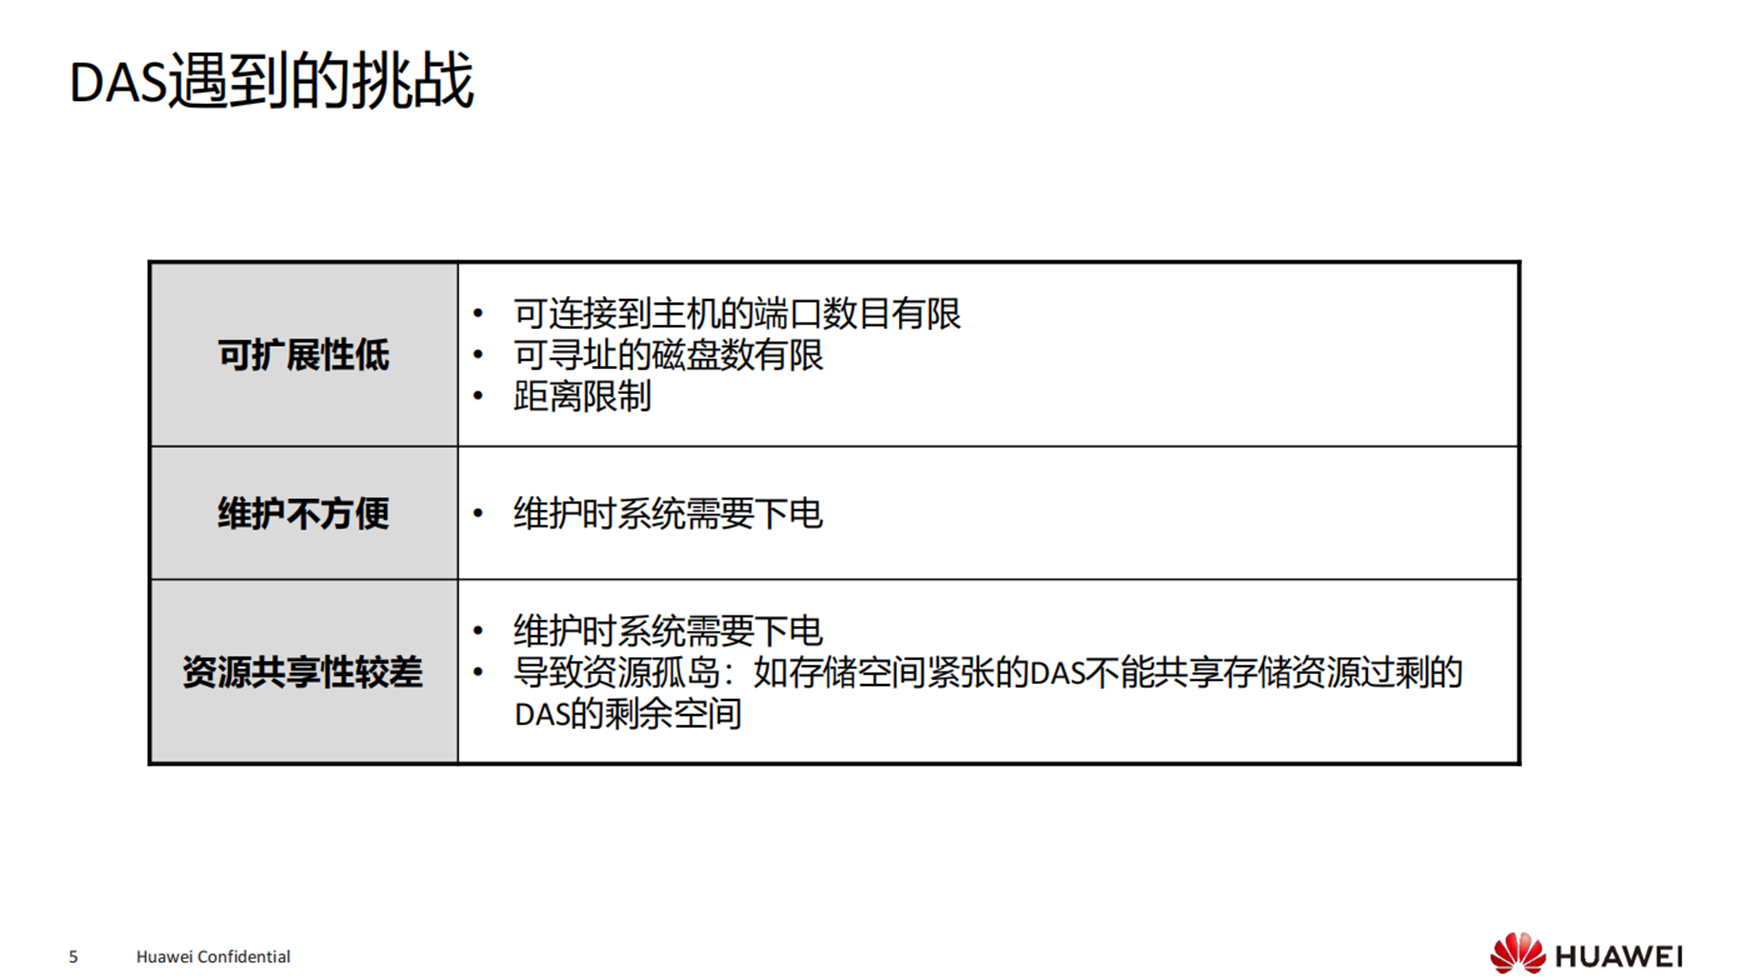 DAS遇到的挑战
可扩展性低
• 可连接到主机的端口数目有限
• 可寻址的磁盘数有限
• 距离限制
维护不方便
• 维护时系统需要下电
资源共享性较差
• 维护时系统需要下电
• 导致资源孤岛：如存储空间紧张的DAS不能共享存储资源过剩的
DAS的剩余空间
5 Huawei Confidential
HUAWEI